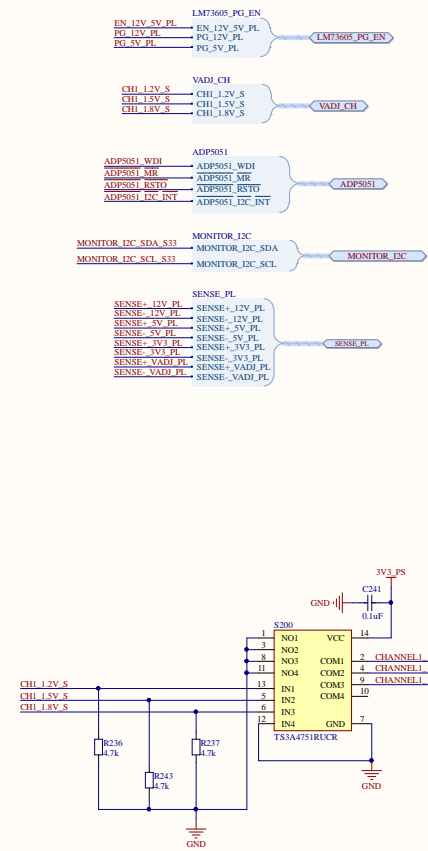 LM73605_PG_EN
EN_12V_5V_PL EN_12V_5V_PL
PG_12V_PL PG_12V_PL LM73605_PG_EN
PG_5V_PL PG_5V_PL
VADJ_CH
CH1_1.2V_S CH1_1.2V_S
CH1_1.5V_S CH1_1.5V_S VADJ_CH
CH1_1.8V_S CH1_1.8V_S
ADP5051
ADP5051_WDI ADP5051_WDI
ADP5051_MR ADP5051_MR ADP5051
ADP5051_RSTO ADP5051_RSTO
ADP5051_I2C_INT ADP5051_I2C_INT
MONITOR_I2C
MONITOR_I2C_SDA_S33 MONITOR_I2C_SDA
MONITOR_I2C
MONITOR_I2C_SCL_S33 MONITOR_I2C_SCL
SENSE_PL
SENSE+_12V_PL SENSE+_12V_PL
SENSE-_12V_PL SENSE-_12V_PL
SENSE+_5V_PL SENSE+_5V_PL
SENSE-_5V_PL SENSE-_5V_PL
SENSE+_3V3_PL SENSE+_3V3_PL SENSE_PL
SENSE-_3V3_PL SENSE-_3V3_PL
SENSE+_VADJ_PL SENSE+_VADJ_PL
SENSE-_VADJ_PL SENSE-_VADJ_PL
3V3_PS
C241
GND
0.1uF
S200
1 NO1 VCC 14
3 NO2
8 NO3 COM1 2 CHANNEL1_
11 NO4 COM2 4 CHANNEL1_
COM3 9 CHANNEL1_
CH1_1.2V_S 13 IN1 COM4 10
CH1_1.5V_S 5 IN2
CH1_1.8V_S 6 IN3
12 IN4 GND 7
TS3A4751RUCR
R236
4.7k
R237
4.7k
R243
4.7k
GND
GND